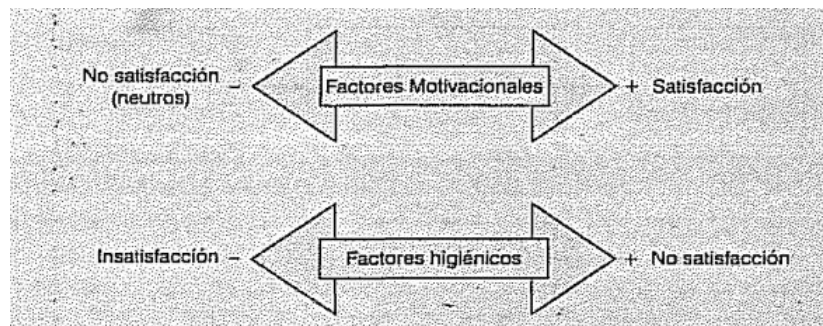 No satisfacción
(neutros)
−
Factores Motivacionales
+ Satisfacción
Insatisfacción −
Factores higiénicos
+ No satisfacción